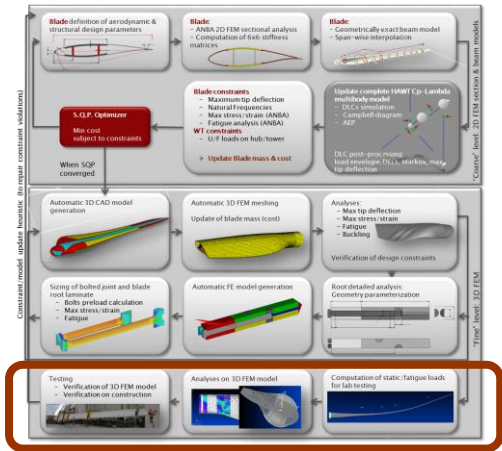 Blade: definition of aerodynamic &
structural design parameters
Blade:
- ANBA 2D FEM sectional analysis
- Computation of 6x6 stiffness
matrices
Blade:
- Geometrically exact beam model
- Span-wise interpolation
"Coarse" level: 2D FEM section & beam models
Constraint/model update heuristic (to repair constraint violations)
S.Q.P. Optimizer
Min cost
subject to constraints
Blade constraints
- Maximum tip deflection
- Natural Frequencies
- Max stress/strain (ANBA)
- Fatigue analysis (ANBA)
WT constraints
- U/F loads on hub/tower
Update Blade mass & cost
Update complete HAWT Cp-Lambda
multibody model
- DLCs simulation
- Campbell diagram
- AEP
DLC post-processing:
load envelope, DELs, Markov, max
tip deflection
When SQP
converged
Automatic 3D CAD model
generation
Automatic 3D FEM meshing
Update of blade mass (cost)
Analyses:
- Max tip deflection
- Max stress/strain
- Fatigue
- Buckling
Verification of design constraints
"Fine" level: 3D FEM
Sizing of bolted joint and blade
root laminate
- Bolts preload calculation
- Max stress/strain
- Fatigue
Automatic FE model generation
Root detailed analysis:
Geometry parameterization
Testing
- Verification of 3D FEM model
- Verification on construction
Analyses on 3D FEM model
Computation of static/fatigue loads
for lab testing